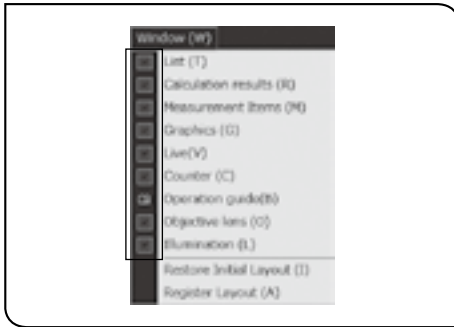 Window (W)
List (T)
Calculation results (R)
Measurement Items (M)
Graphics (G)
Live(V)
Counter (C)
Operation guide(B)
Objective lens (O)
Illumination (L)
Restore Initial Layout (I)
Register Layout (A)